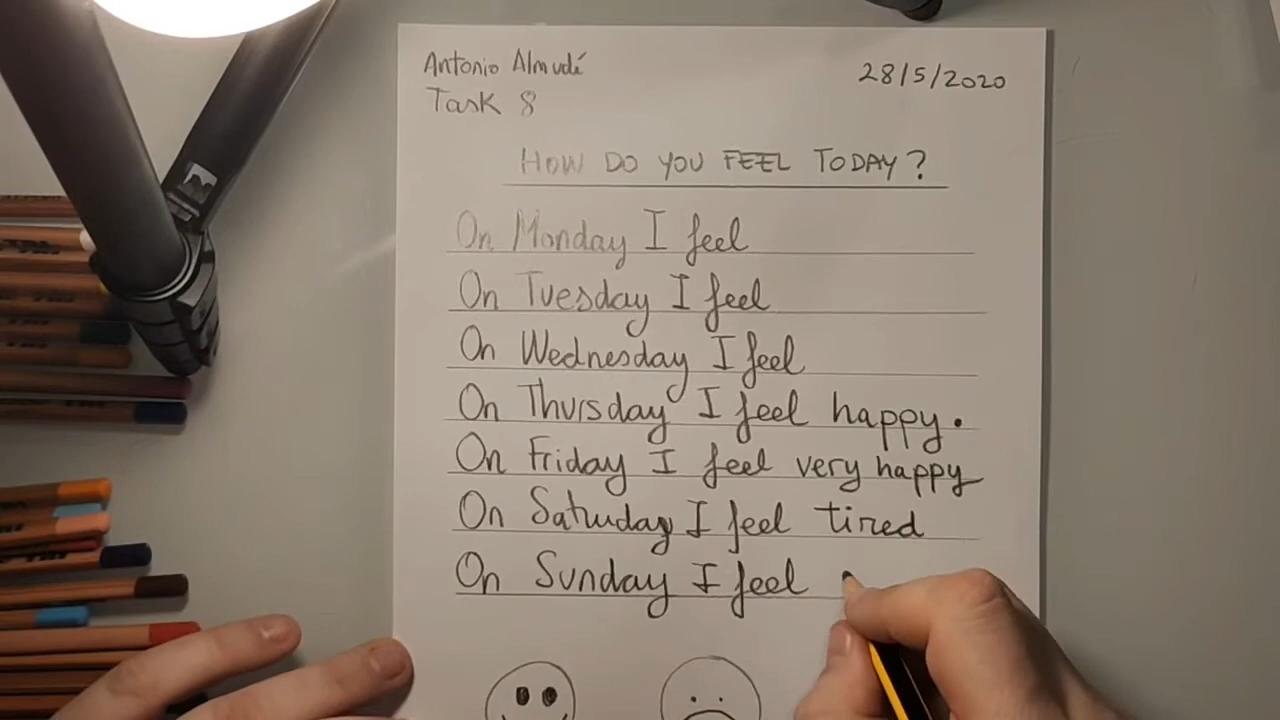 Antonio Almudé
28/5/2020
Task 8
HOW DO YOU FEEL TODAY?
On Monday I feel
On Tuesday I feel
On Wednesday I feel
On Thursday I feel happy.
On Friday I feel very happy
On Saturday I feel tired
On Sunday I feel